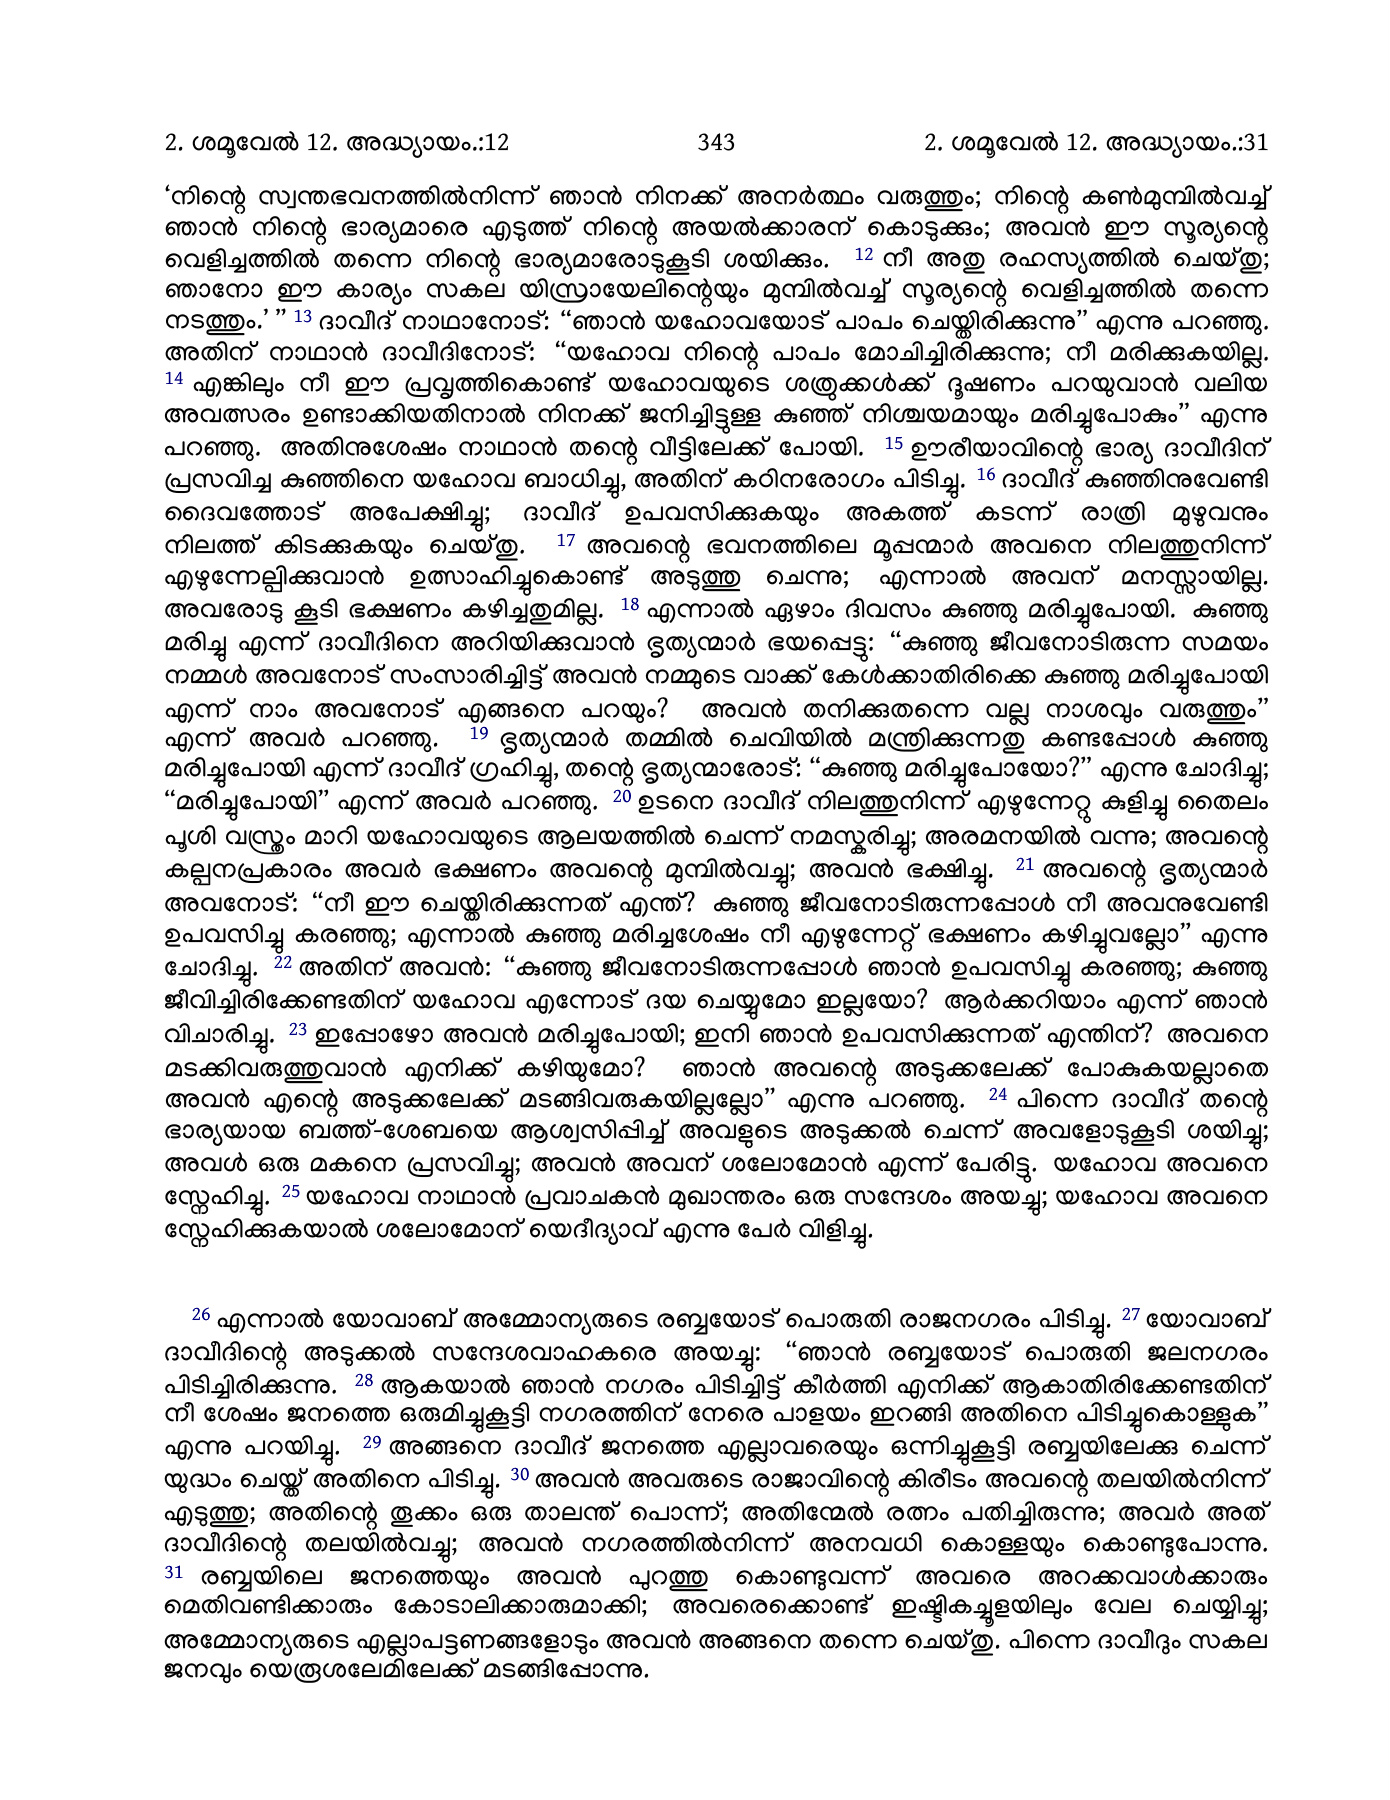 2. ശമൂവേൽ 12. അദ്ധ്യായം.:12 343 2. ശമൂവേൽ 12. അദ്ധ്യായം.:31
‘നിന്റെ സ്വന്തഭവനത്തിൽനിന്ന് ഞാൻ നിനക്ക് അനർത്ഥം വരുത്തും; നിന്റെ കൺമുമ്പിൽവച്ച്
ഞാൻ നിന്റെ ഭാര്യമാരെ എടുത്ത് നിന്റെ അയൽക്കാരന് കൊടുക്കും; അവൻ ഈ സൂര്യന്റെ
വെളിച്ചത്തിൽ തന്നെ നിന്റെ ഭാര്യമാരോടുകൂടി ശയിക്കും. 12 നീ അതു രഹസ്യത്തിൽ ചെയ്തു;
ഞാനോ ഈ കാര്യം സകല യിസ്രായേലിന്റെയും മുമ്പിൽവച്ച് സൂര്യന്റെ വെളിച്ചത്തിൽ തന്നെ
നടത്തും.’ ” 13 ദാവീദ് നാഥാനോട്: “ഞാൻ യഹോവയോട് പാപം ചെയ്തിരിക്കുന്നു” എന്നു പറഞ്ഞു.
അതിന് നാഥാൻ ദാവീദിനോട്: “യഹോവ നിന്റെ പാപം മോചിച്ചിരിക്കുന്നു; നീ മരിക്കുകയില്ല.
14 എങ്കിലും നീ ഈ പ്രവൃത്തികൊണ്ട് യഹോവയുടെ ശത്രുക്കൾക്ക് ദൂഷണം പറയുവാൻ വലിയ
അവത്സരം ഉണ്ടാക്കിയതിനാൽ നിനക്ക് ജനിച്ചിട്ടുള്ള കുഞ്ഞ് നിശ്ചയമായും മരിച്ചുപോകും” എന്നു
പറഞ്ഞു. അതിനുശേഷം നാഥാൻ തന്റെ വീട്ടിലേക്ക് പോയി. 15 ഊരീയാവിന്റെ ഭാര്യ ദാവീദിന്
പ്രസവിച്ച കുഞ്ഞിനെ യഹോവ ബാധിച്ചു, അതിന് കഠിനരോഗം പിടിച്ചു. 16 ദാവീദ് കുഞ്ഞിനുവേണ്ടി
ദൈവത്തോട് അപേക്ഷിച്ചു; ദാവീദ് ഉപവസിക്കുകയും അകത്ത് കടന്ന് രാത്രി മുഴുവനും
നിലത്ത് കിടക്കുകയും ചെയ്തു. 17 അവന്റെ ഭവനത്തിലെ മൂപ്പന്മാർ അവനെ നിലത്തുനിന്ന്
എഴുന്നേല്പിക്കുവാൻ ഉത്സാഹിച്ചുകൊണ്ട് അടുത്തു ചെന്നു; എന്നാൽ അവന് മനസ്സായില്ല.
അവരോടു കൂടി ഭക്ഷണം കഴിച്ചതുമില്ല. 18 എന്നാൽ ഏഴാം ദിവസം കുഞ്ഞു മരിച്ചുപോയി. കുഞ്ഞു
മരിച്ചു എന്ന് ദാവീദിനെ അറിയിക്കുവാൻ ഭൃത്യന്മാർ ഭയപ്പെട്ടു: “കുഞ്ഞു ജീവനോടിരുന്ന സമയം
നമ്മൾ അവനോട് സംസാരിച്ചിട്ട് അവൻ നമ്മുടെ വാക്ക് കേൾക്കാതിരിക്കെ കുഞ്ഞു മരിച്ചുപോയി
എന്ന് നാം അവനോട് എങ്ങനെ പറയും? അവൻ തനിക്കുതന്നെ വല്ല നാശവും വരുത്തും”
എന്ന് അവർ പറഞ്ഞു. 19 ഭൃത്യന്മാർ തമ്മിൽ ചെവിയിൽ മന്ത്രിക്കുന്നതു കണ്ടപ്പോൾ കുഞ്ഞു
മരിച്ചുപോയി എന്ന് ദാവീദ് ഗ്രഹിച്ചു, തന്റെ ഭൃത്യന്മാരോട്: “കുഞ്ഞു മരിച്ചുപോയോ?” എന്നു ചോദിച്ചു;
“മരിച്ചുപോയി” എന്ന് അവർ പറഞ്ഞു. 20 ഉടനെ ദാവീദ് നിലത്തുനിന്ന് എഴുന്നേറ്റു കുളിച്ചു തൈലം
പൂശി വസ്ത്രം മാറി യഹോവയുടെ ആലയത്തിൽ ചെന്ന് നമസ്കരിച്ചു; അരമനയിൽ വന്നു; അവന്റെ
കല്പനപ്രകാരം അവർ ഭക്ഷണം അവന്റെ മുമ്പിൽവച്ചു; അവൻ ഭക്ഷിച്ചു. 21 അവന്റെ ഭൃത്യന്മാർ
അവനോട്: “നീ ഈ ചെയ്തിരിക്കുന്നത് എന്ത്? കുഞ്ഞു ജീവനോടിരുന്നപ്പോൾ നീ അവനുവേണ്ടി
ഉപവസിച്ചു കരഞ്ഞു; എന്നാൽ കുഞ്ഞു മരിച്ചശേഷം നീ എഴുന്നേറ്റ് ഭക്ഷണം കഴിച്ചുവല്ലോ” എന്നു
ചോദിച്ചു. 22 അതിന് അവൻ: “കുഞ്ഞു ജീവനോടിരുന്നപ്പോൾ ഞാൻ ഉപവസിച്ചു കരഞ്ഞു; കുഞ്ഞു
ജീവിച്ചിരിക്കേണ്ടതിന് യഹോവ എന്നോട് ദയ ചെയ്യുമോ ഇല്ലയോ? ആർക്കറിയാം എന്ന് ഞാൻ
വിചാരിച്ചു. 23 ഇപ്പോഴോ അവൻ മരിച്ചുപോയി; ഇനി ഞാൻ ഉപവസിക്കുന്നത് എന്തിന്? അവനെ
മടക്കിവരുത്തുവാൻ എനിക്ക് കഴിയുമോ? ഞാൻ അവന്റെ അടുക്കലേക്ക് പോകുകയല്ലാതെ
അവൻ എന്റെ അടുക്കലേക്ക് മടങ്ങിവരുകയില്ലല്ലോ” എന്നു പറഞ്ഞു. 24 പിന്നെ ദാവീദ് തന്റെ
ഭാര്യയായ ബത്ത്-ശേബയെ ആശ്വസിപ്പിച്ച് അവളുടെ അടുക്കൽ ചെന്ന് അവളോടുകൂടി ശയിച്ചു;
അവൾ ഒരു മകനെ പ്രസവിച്ചു; അവൻ അവന് ശലോമോൻ എന്ന് പേരിട്ടു. യഹോവ അവനെ
സ്നേഹിച്ചു. 25 യഹോവ നാഥാൻ പ്രവാചകൻ മുഖാന്തരം ഒരു സന്ദേശം അയച്ചു; യഹോവ അവനെ
സ്നേഹിക്കുകയാൽ ശലോമോന് യെദീദ്യാവ് എന്നു പേർ വിളിച്ചു.
26 എന്നാൽ യോവാബ് അമ്മോന്യരുടെ രബ്ബയോട് പൊരുതി രാജനഗരം പിടിച്ചു. 27 യോവാബ്
ദാവീദിന്റെ അടുക്കൽ സന്ദേശവാഹകരെ അയച്ചു: “ഞാൻ രബ്ബയോട് പൊരുതി ജലനഗരം
പിടിച്ചിരിക്കുന്നു. 28 ആകയാൽ ഞാൻ നഗരം പിടിച്ചിട്ട് കീർത്തി എനിക്ക് ആകാതിരിക്കേണ്ടതിന്
നീ ശേഷം ജനത്തെ ഒരുമിച്ചുകൂട്ടി നഗരത്തിന് നേരെ പാളയം ഇറങ്ങി അതിനെ പിടിച്ചുകൊള്ളുക”
എന്നു പറയിച്ചു. 29 അങ്ങനെ ദാവീദ് ജനത്തെ എല്ലാവരെയും ഒന്നിച്ചുകൂട്ടി രബ്ബയിലേക്കു ചെന്ന്
യുദ്ധം ചെയ്ത് അതിനെ പിടിച്ചു. 30 അവൻ അവരുടെ രാജാവിന്റെ കിരീടം അവന്റെ തലയിൽനിന്ന്
എടുത്തു; അതിന്റെ തൂക്കം ഒരു താലന്ത് പൊന്ന്; അതിന്മേൽ രത്നം പതിച്ചിരുന്നു; അവർ അത്
ദാവീദിന്റെ തലയിൽവച്ചു; അവൻ നഗരത്തിൽനിന്ന് അനവധി കൊള്ളയും കൊണ്ടുപോന്നു.
31 രബ്ബയിലെ ജനത്തെയും അവൻ പുറത്തു കൊണ്ടുവന്ന് അവരെ അറക്കവാൾക്കാരും
മെതിവണ്ടിക്കാരും കോടാലിക്കാരുമാക്കി; അവരെക്കൊണ്ട് ഇഷ്ടികച്ചൂളയിലും വേല ചെയ്യിച്ചു;
അമ്മോന്യരുടെ എല്ലാപട്ടണങ്ങളോടും അവൻ അങ്ങനെ തന്നെ ചെയ്തു. പിന്നെ ദാവീദും സകല
ജനവും യെരൂശലേമിലേക്ക് മടങ്ങിപ്പോന്നു.